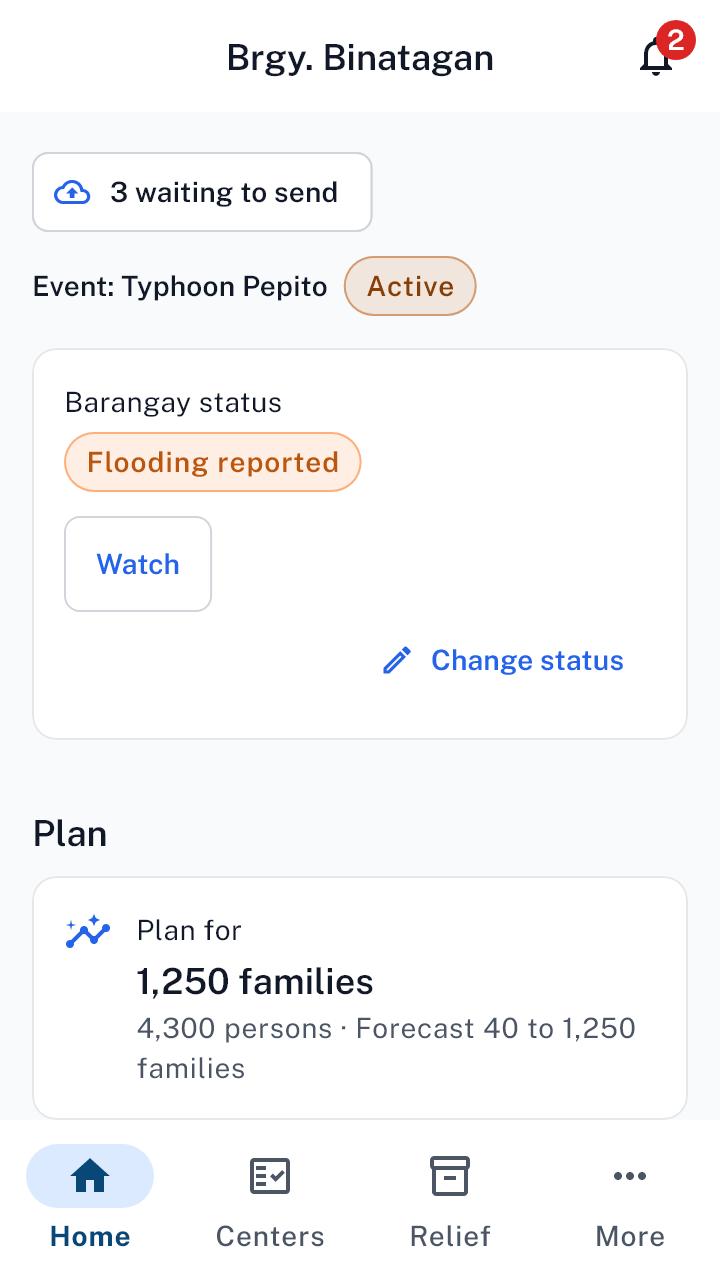 Brgy. Binatagan
2
3 waiting to send
Event: Typhoon Pepito
Active
Barangay status
Flooding reported
Watch
Change status
Plan
Plan for
1,250 families
4,300 persons · Forecast 40 to 1,250
families
Home
Centers
Relief
More